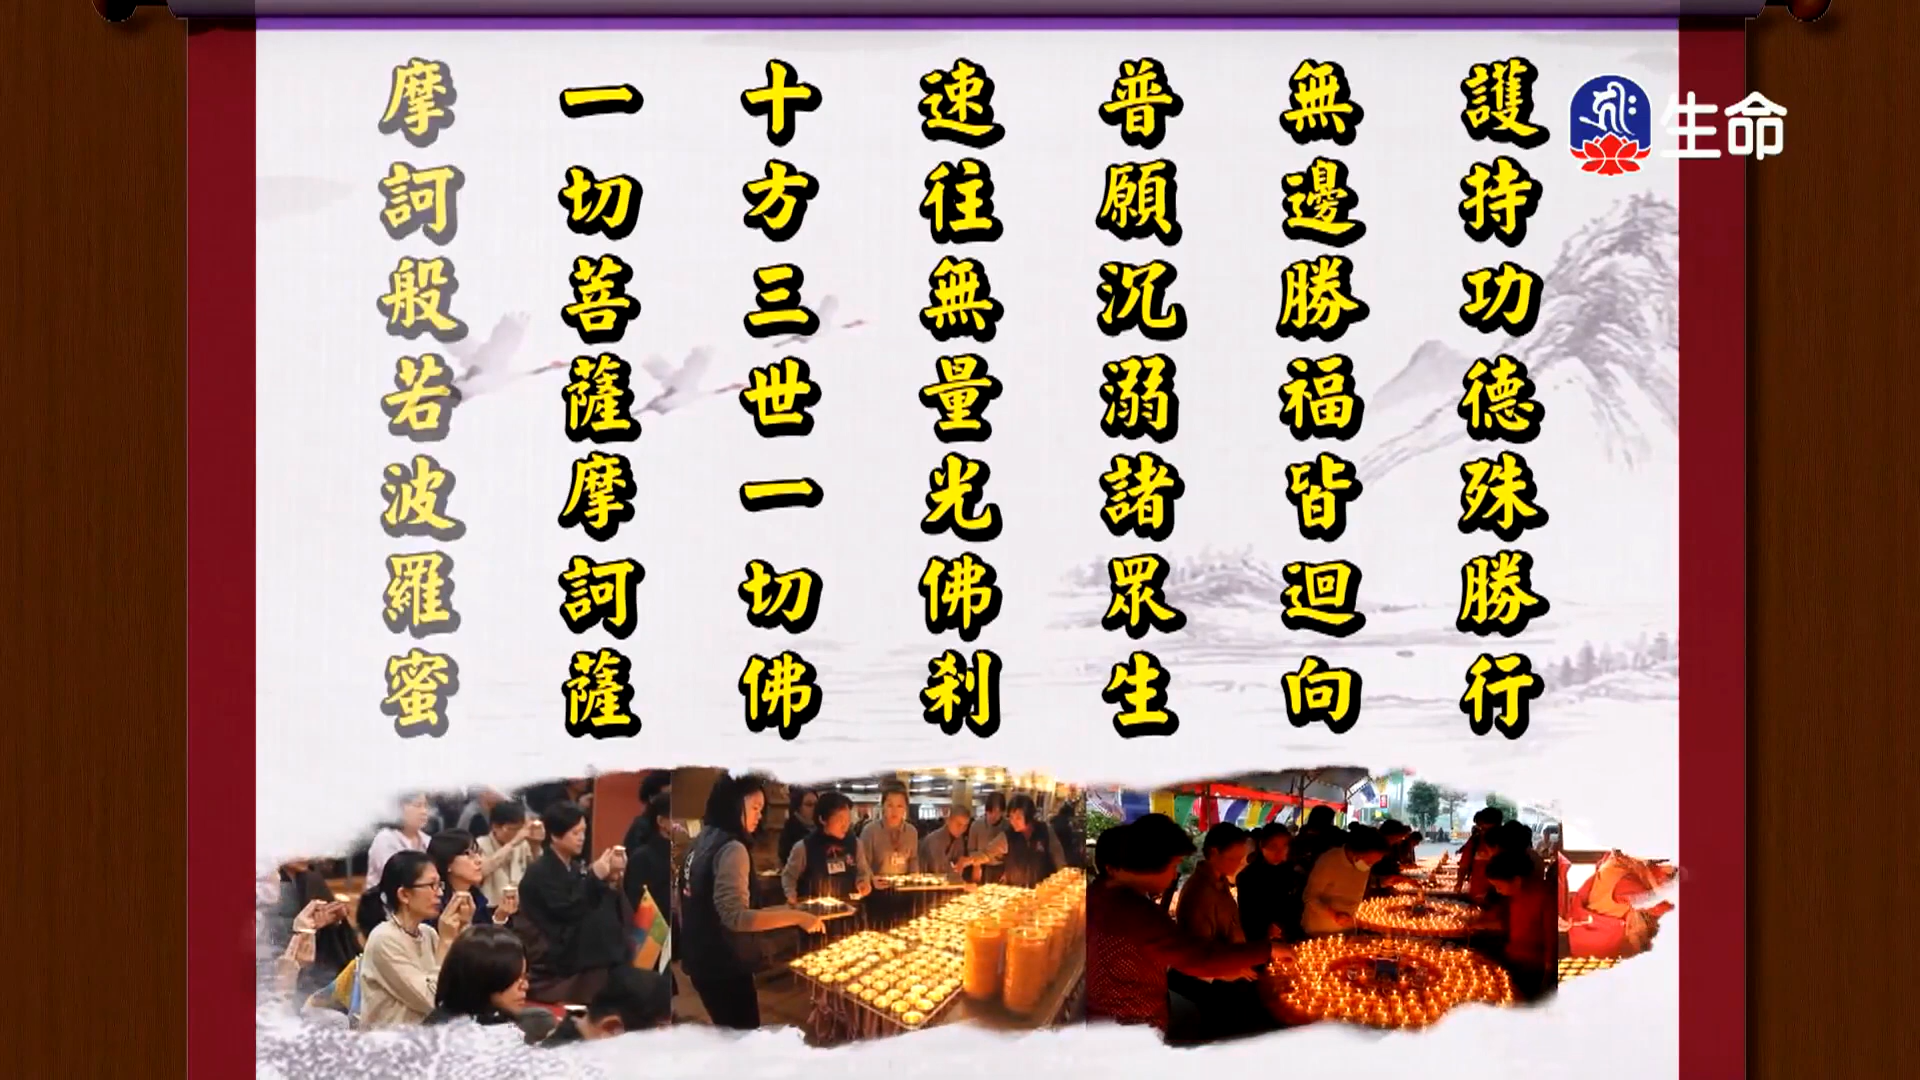 護持功德殊勝行
無邊勝福皆迴向
普願沉溺諸眾生
速往無量光佛剎
十方三世一切佛
一切菩薩摩訶薩
摩訶般若波羅蜜
生命